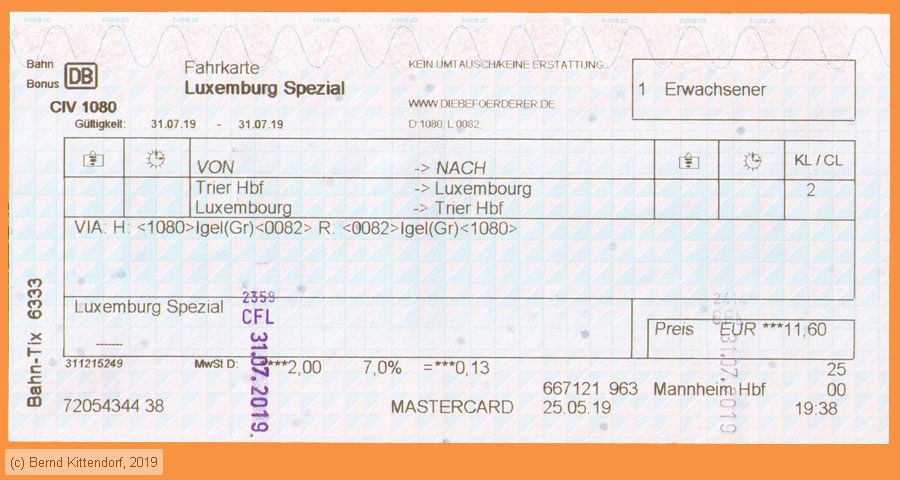 Bahn
Bonus DB
Fahrkarte
Luxemburg Spezial
KEIN UMTAUSCH/KEINE ERSTATTUNG...
WWW.DIEBEFOERDERER.DE
D:1080, L 0082,
1 Erwachsener
CIV 1080
Gültigkeit: 31.07.19 - 31.07.19
VON -> NACH KL / CL
Trier Hbf -> Luxembourg 2
Luxembourg -> Trier Hbf
VIA: H: <1080>Igel(Gr)<0082> R: <0082>Igel(Gr)<1080>
Luxemburg Spezial
2359
CFL
31.07.2019.
CFL
31.07.2019
Preis EUR ***11,60
311215249 MwSt D: ***2,00 7,0% =***0,13 25
667121 963 Mannheim Hbf 00
72054344 38 MASTERCARD 25.05.19 19:38
Bahn-Tix 6333
(c) Bernd Kittendorf, 2019